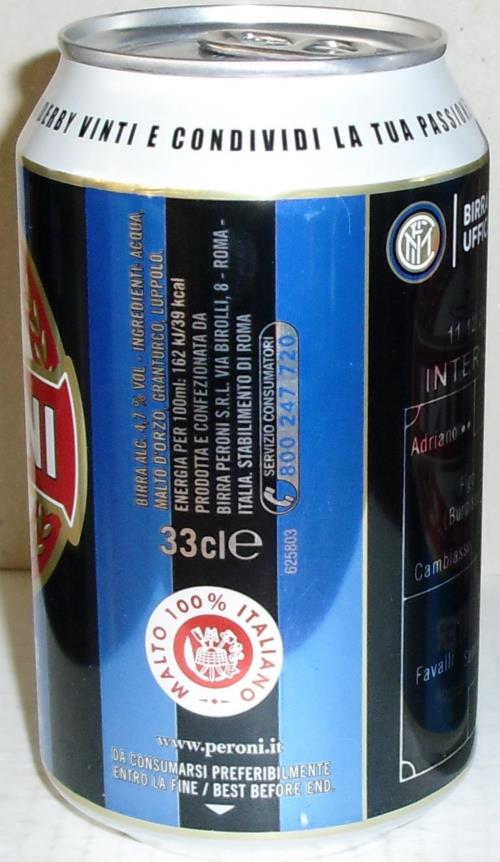 DERBY VINTI E CONDIVIDI LA TUA PASSION
NI
BIRRA ALC. 4,7 % VOL - INGREDIENTI: ACQUA,
MALTO D'ORZO, GRANTURCO, LUPPOLO.
ENERGIA PER 100ml: 162 kJ/39 kcal
PRODOTTA E CONFEZIONATA DA
BIRRA PERONI S.R.L. VIA BIROLLI, 8 - ROMA -
ITALIA. STABILIMENTO DI ROMA
SERVIZIO CONSUMATORI
800 247 720
33cl℮
625803
MALTO 100% ITALIANO
www.peroni.it
DA CONSUMARSI PREFERIBILMENTE
ENTRO LA FINE / BEST BEFORE END.
BIRRA
UFFIC
INTER
Adriano
Cambiasso
Favalli